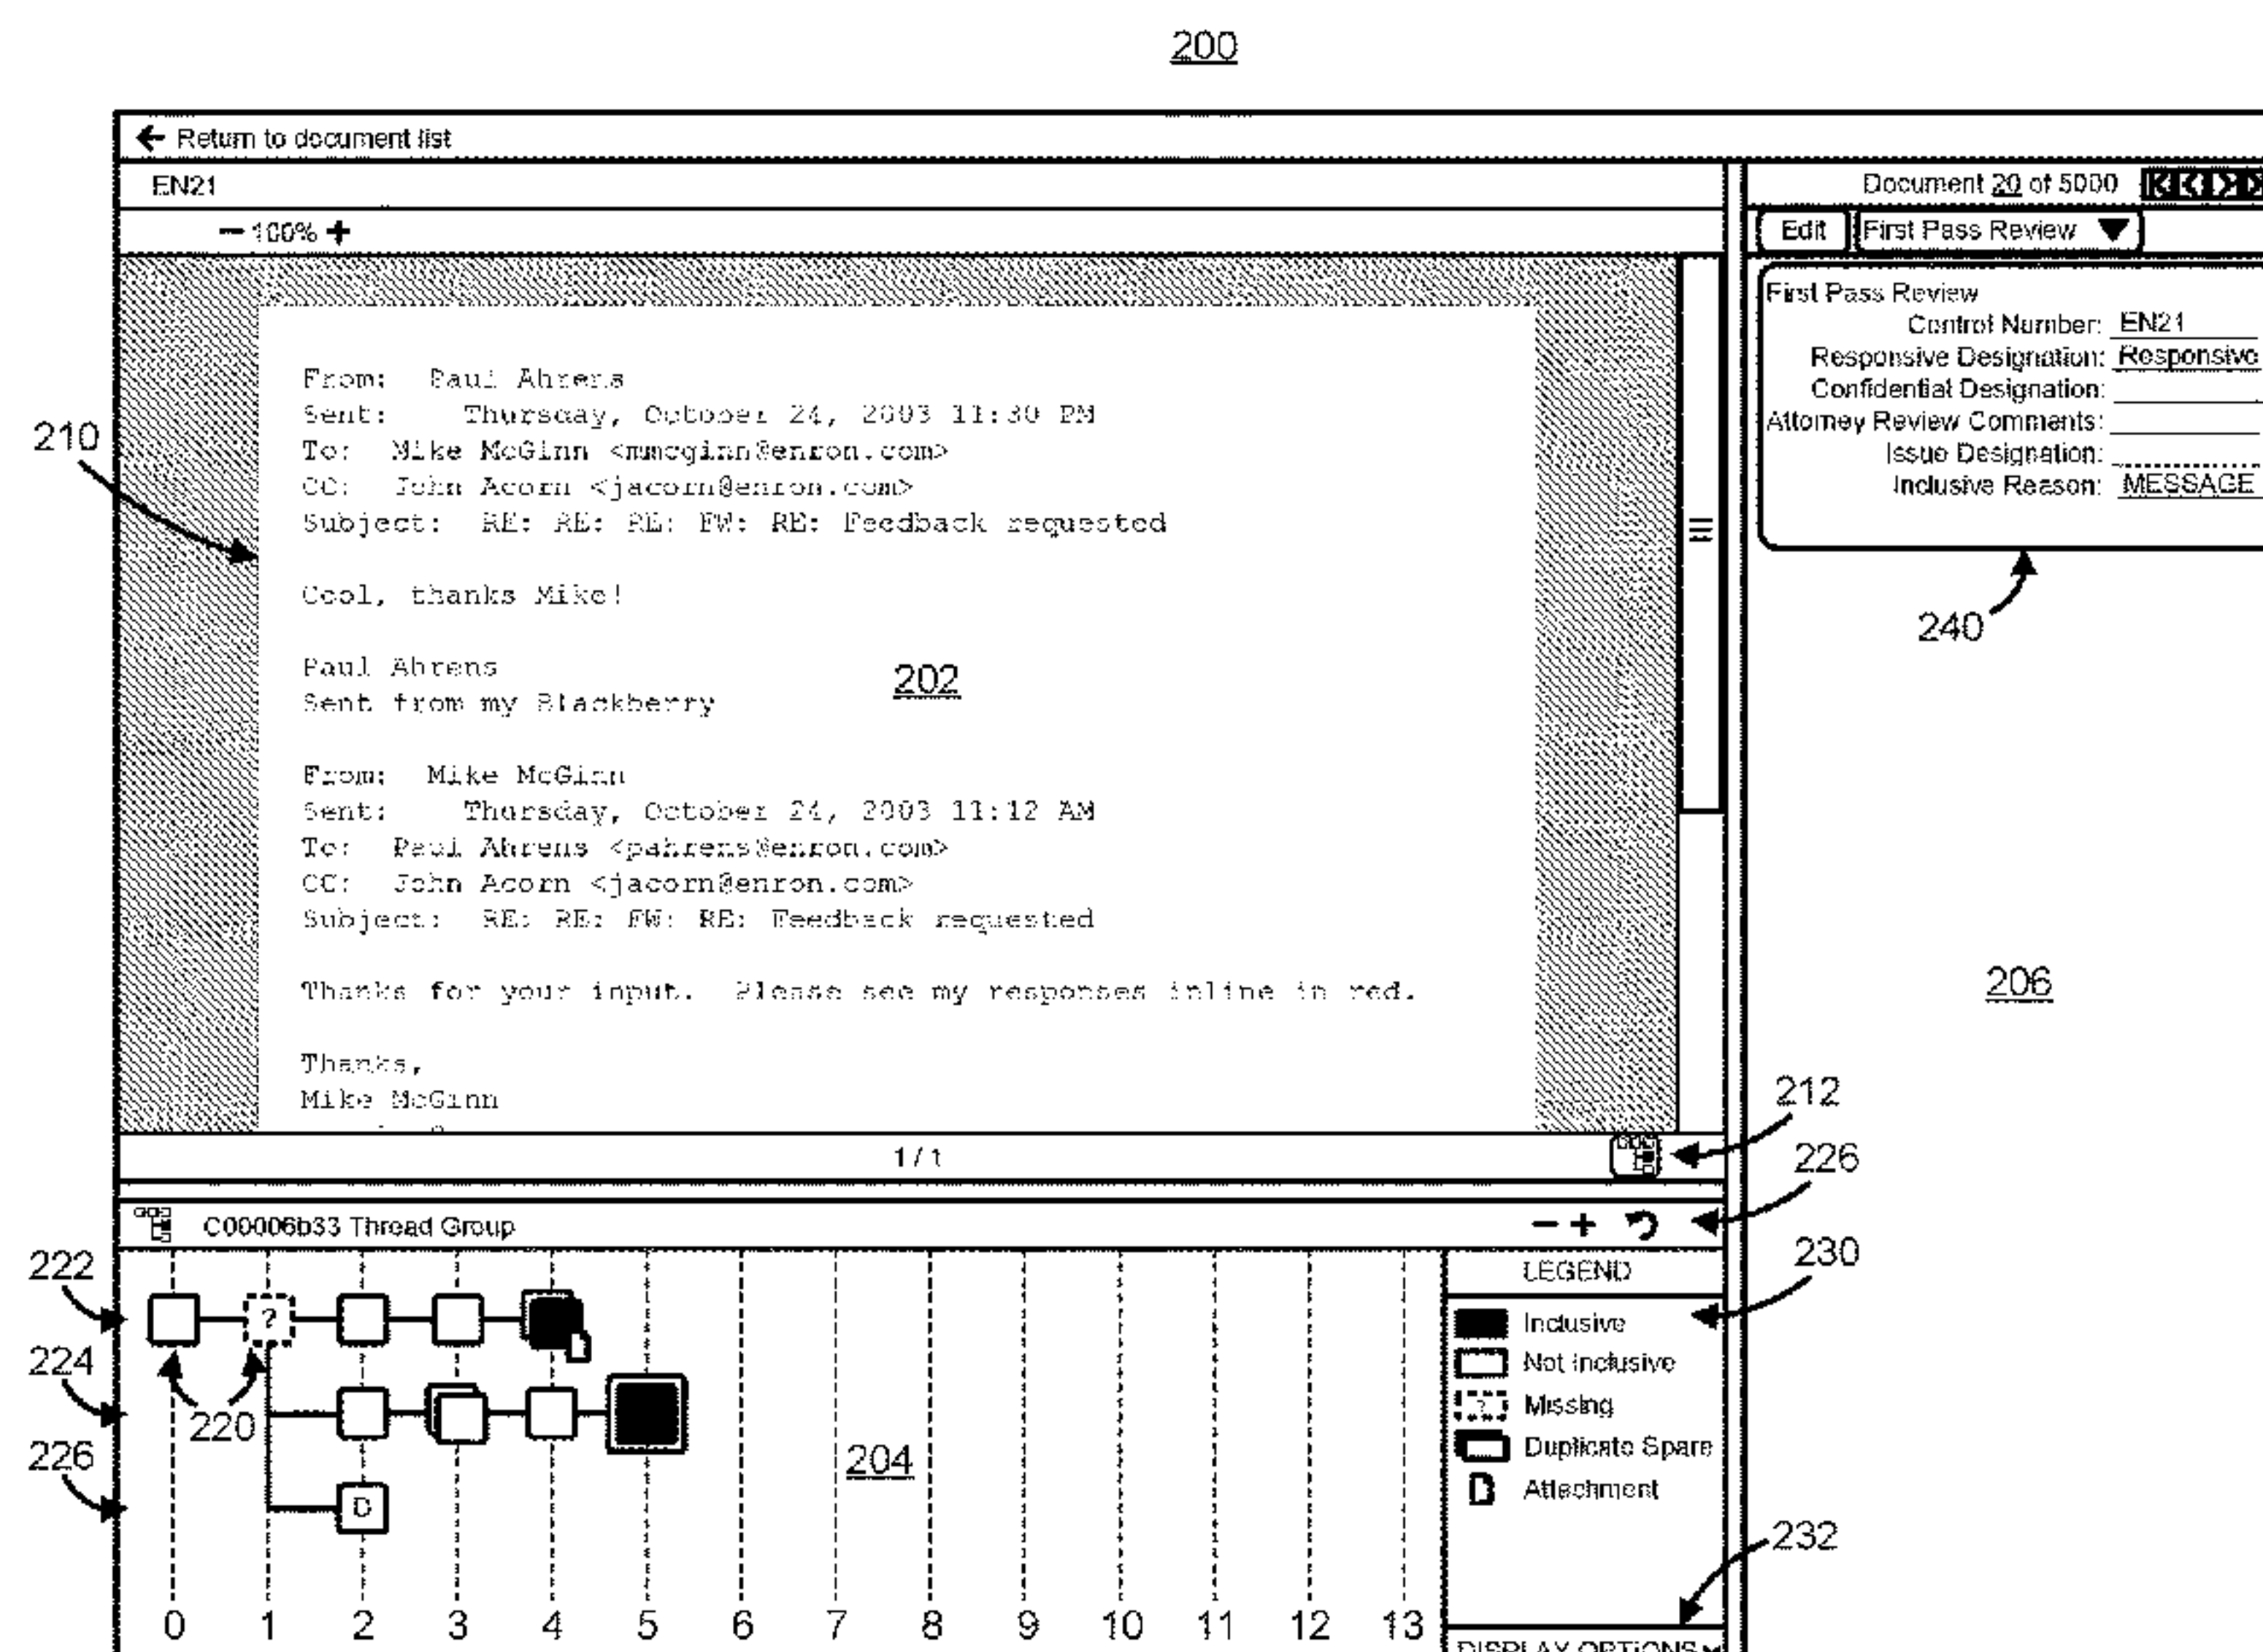 200
Return to document list
EN21
Document 20 of 5000
100%
Edit
First Pass Review
First Pass Review
Control Number: EN21
Responsive Designation: Responsive
Confidential Designation:
Attorney Review Comments:
Issue Designation:
Inclusive Reason: MESSAGE
240
210
From: Paul Ahrens
Sent: Thursday, October 24, 2003 11:30 PM
To: Mike McGinn <mmcginn@enron.com>
CC: John Acorn <jacorn@enron.com>
Subject: RE: RE: RE: FW: RE: Feedback requested
Cool, thanks Mike!
Paul Ahrens
Sent from my Blackberry
202
From: Mike McGinn
Sent: Thursday, October 24, 2003 11:12 AM
To: Paul Ahrens <pahrens@enron.com>
CC: John Acorn <jacorn@enron.com>
Subject: RE: RE: FW: RE: Feedback requested
Thanks for your input. Please see my responses inline in red.
Thanks,
Mike McGinn
206
1 / 1
212
226
C00006b33 Thread Group
− +
222
?
224
220
226
D
204
0 1 2 3 4 5 6 7 8 9 10 11 12 13
LEGEND
230
Inclusive
Not Inclusive
? Missing
Duplicate Spare
Attachment
232
DISPLAY OPTIONS